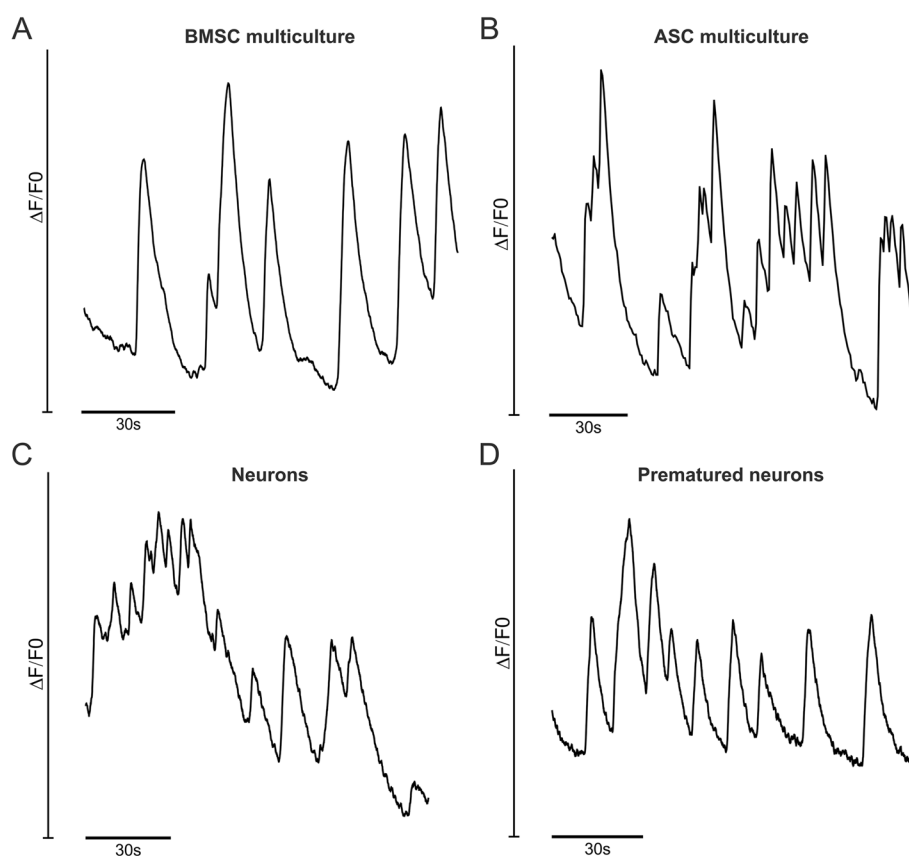 A
BMSC multiculture
ΔF/F0
30s
B
ASC multiculture
ΔF/F0
30s
C
Neurons
ΔF/F0
30s
D
Prematured neurons
ΔF/F0
30s